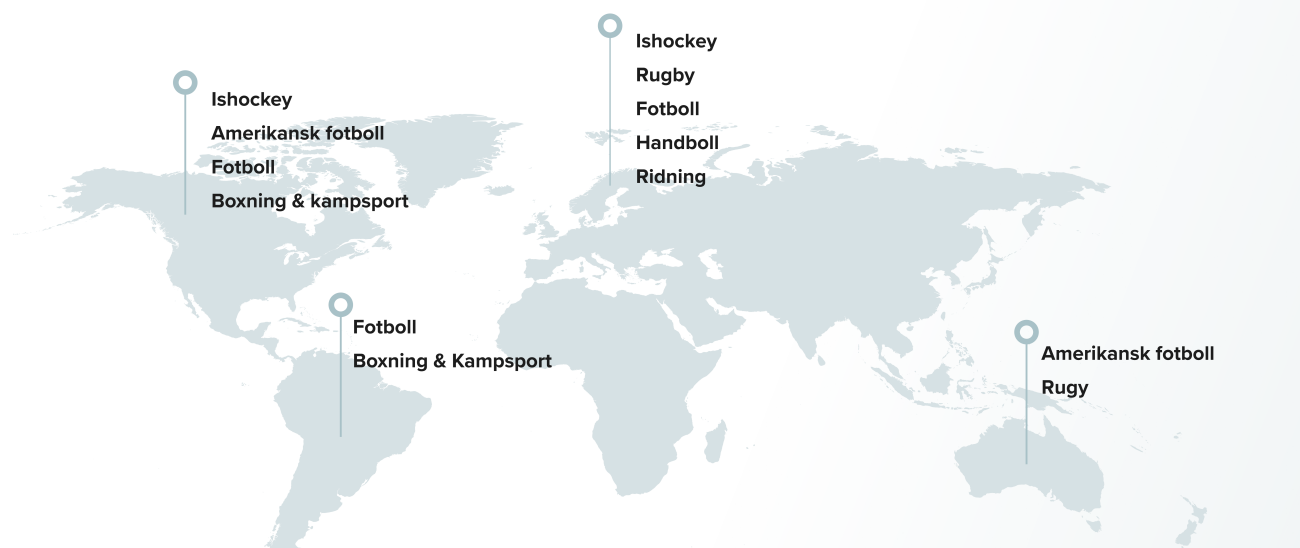 Ishockey
Amerikansk fotboll
Fotboll
Boxning & kampsport
Ishockey
Rugby
Fotboll
Handboll
Ridning
Fotboll
Boxning & Kampsport
Amerikansk fotboll
Rugy